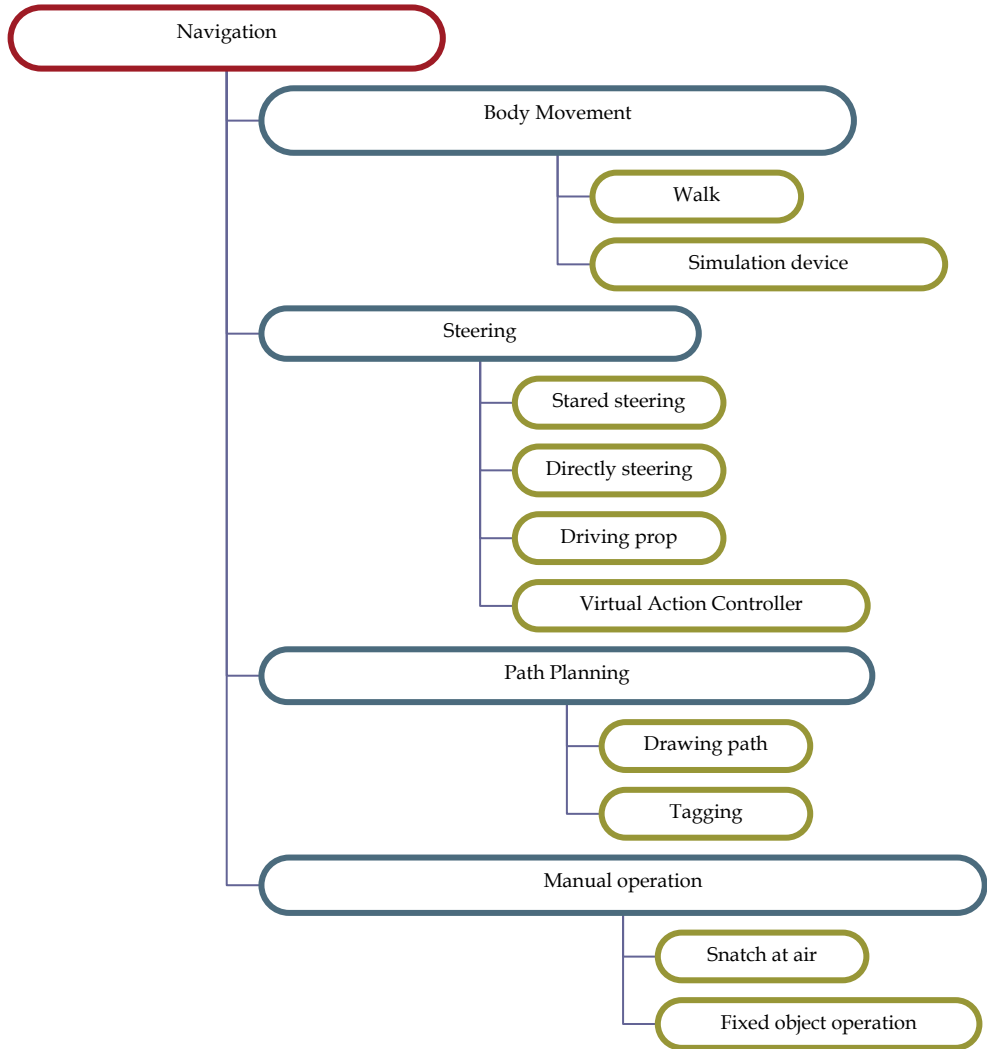 Navigation
Body Movement
Walk
Simulation device
Steering
Stared steering
Directly steering
Driving prop
Virtual Action Controller
Path Planning
Drawing path
Tagging
Manual operation
Snatch at air
Fixed object operation